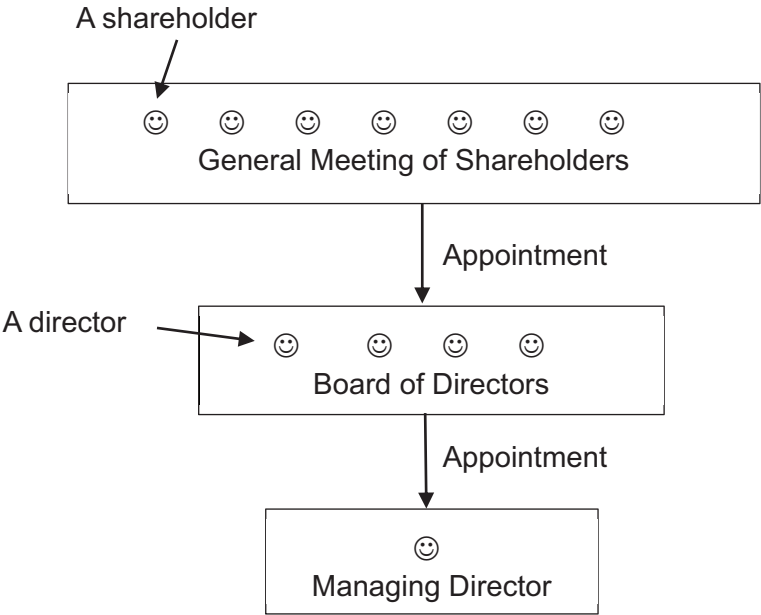 A shareholder
General Meeting of Shareholders
Appointment
A director
Board of Directors
Appointment
Managing Director